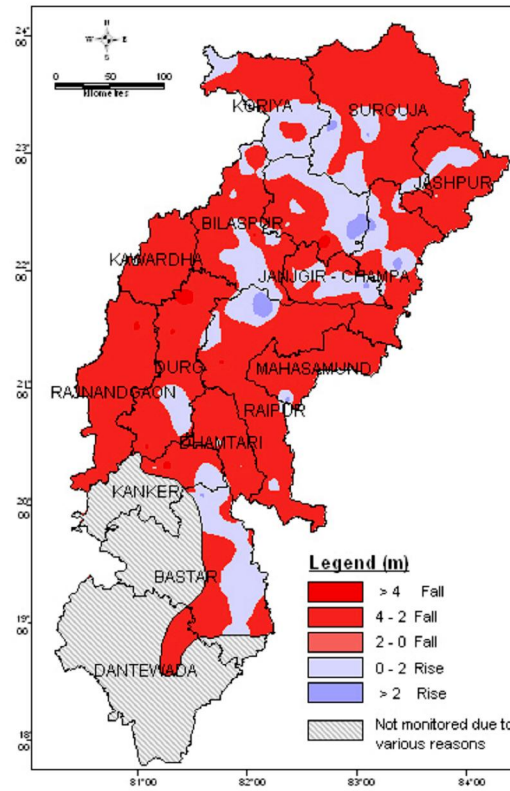 24°
00'
N
W E
S
0 50 100
kilometres
KORIYA
SURGUJA
23°
00'
JASHPUR
BILASPUR
KAWARDHA
22°
00'
JANJGIR - CHAMPA
DURG
MAHASAMUND
21°
00'
RAJNANDGAON
RAIPUR
DHAMTARI
KANKER
20°
00'
BASTAR
19°
00'
DANTEWADA
18°
00'
Legend (m)
> 4 Fall
4 - 2 Fall
2 - 0 Fall
0 - 2 Rise
> 2 Rise
Not monitored due to
various reasons
81°00' 82°00' 83°00' 84°00'